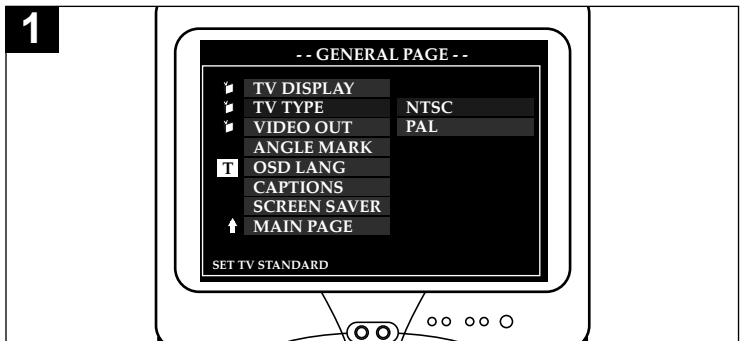 1
- - GENERAL PAGE - -
TV DISPLAY
TV TYPE NTSC
VIDEO OUT PAL
ANGLE MARK
T OSD LANG
CAPTIONS
SCREEN SAVER
MAIN PAGE
SET TV STANDARD